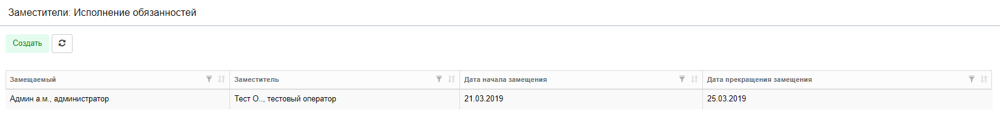 Заместители: Исполнение обязанностей
Создать
Замещаемый Заместитель Дата начала замещения Дата прекращения замещения
Админ а.м., администратор Тест О.., тестовый оператор 21.03.2019 25.03.2019